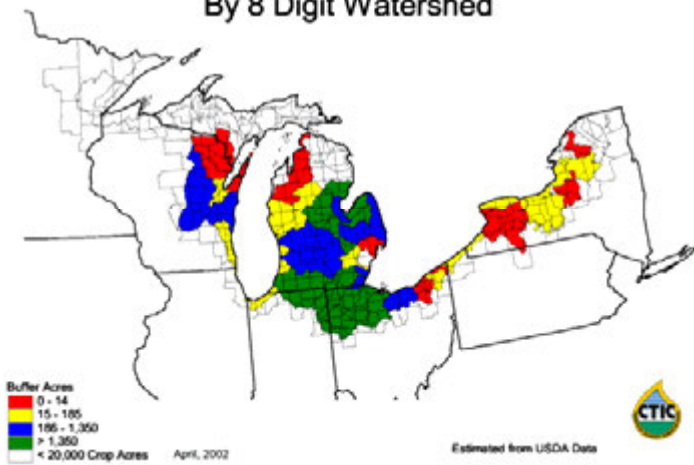 By 8 Digit Watershed
Buffer Acres
0 - 14
15 - 185
186 - 1,350
> 1,350
< 20,000 Crop Acres
April, 2002
CTIC
Estimated from USDA Data